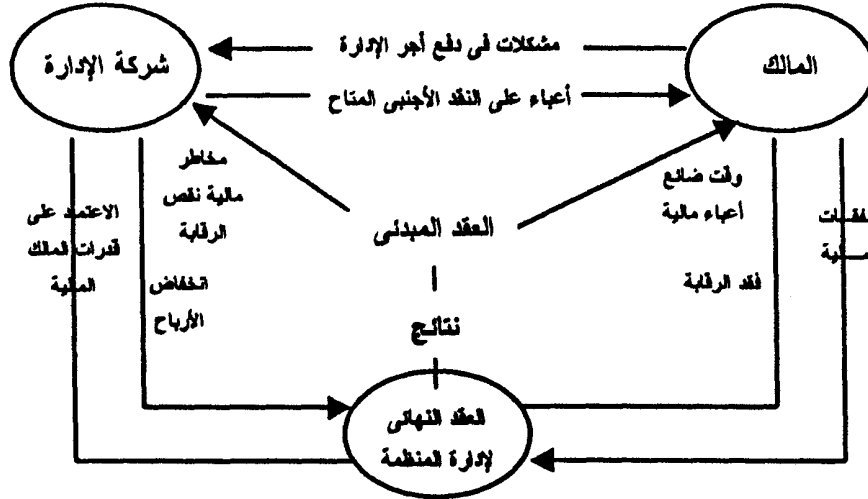 المالك
مشكلات فى دفع أجر الإدارة
شركة الإدارة
أعباء على النقد الأجنبى المتاح
وقت ضائع
أعباء مالية
فقد الرقابة
مخاطر
مالية نقص
الرقابة
انخفاض
الأرباح
الاعتماد على
قدرات المالك
المالية
العقد المبدئى
نتائج
العقد النهائى
لإدارة المنظمة